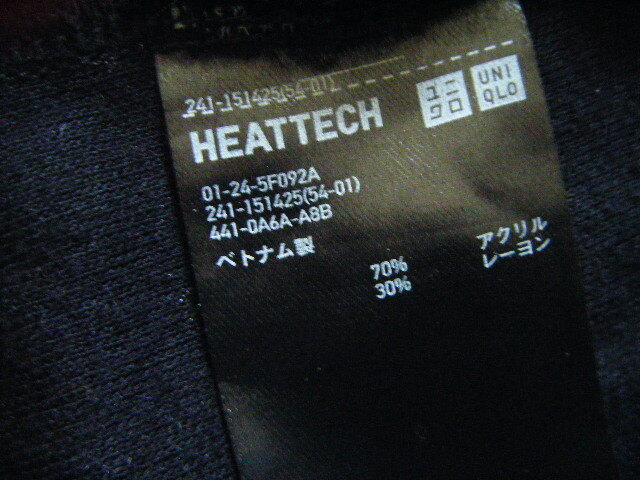 241-151425(54-01)
HEATTECH
ユニ
クロ
UNI
QLO
01-24-5F092A
241-151425(54-01)
441-0A6A-A8B
ベトナム製
70% アクリル
30% レーヨン